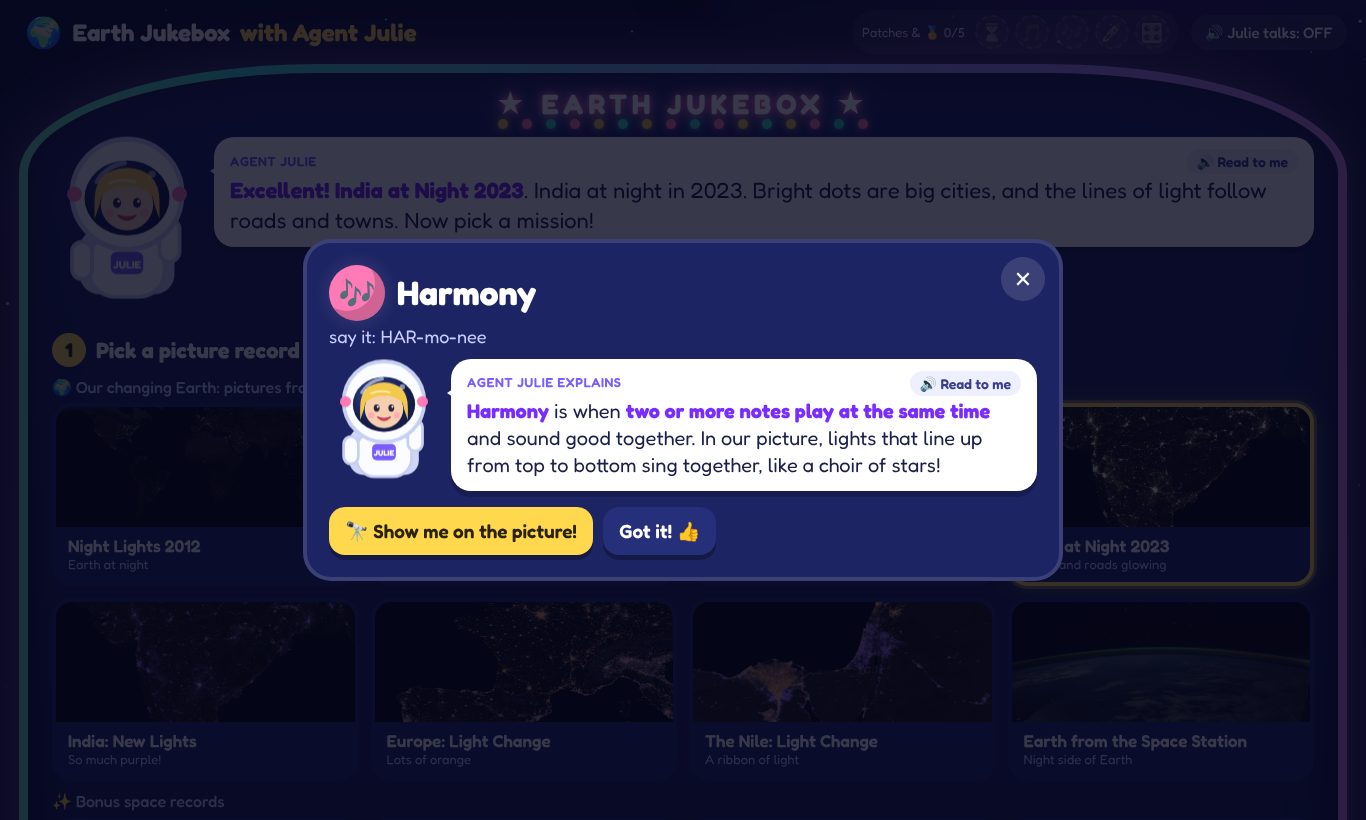 Earth Jukebox with Agent Julie
Patches & 🏅 0/5
🔊 Julie talks: OFF
★ EARTH JUKEBOX ★
AGENT JULIE
🔊 Read to me
Excellent! India at Night 2023. India at night in 2023. Bright dots are big cities, and the lines of light follow
roads and towns. Now pick a mission!
JULIE
Harmony
say it: HAR-mo-nee
AGENT JULIE EXPLAINS
🔊 Read to me
Harmony is when two or more notes play at the same time
and sound good together. In our picture, lights that line up
from top to bottom sing together, like a choir of stars!
JULIE
🔭 Show me on the picture!
Got it! 👍
1 Pick a picture record
🌍 Our changing Earth: pictures
Night Lights 2012
Earth at night
at Night 2023
and roads glowing
India: New Lights
So much purple!
Europe: Light Change
Lots of orange
The Nile: Light Change
A ribbon of light
Earth from the Space Station
Night side of Earth
✨ Bonus space records